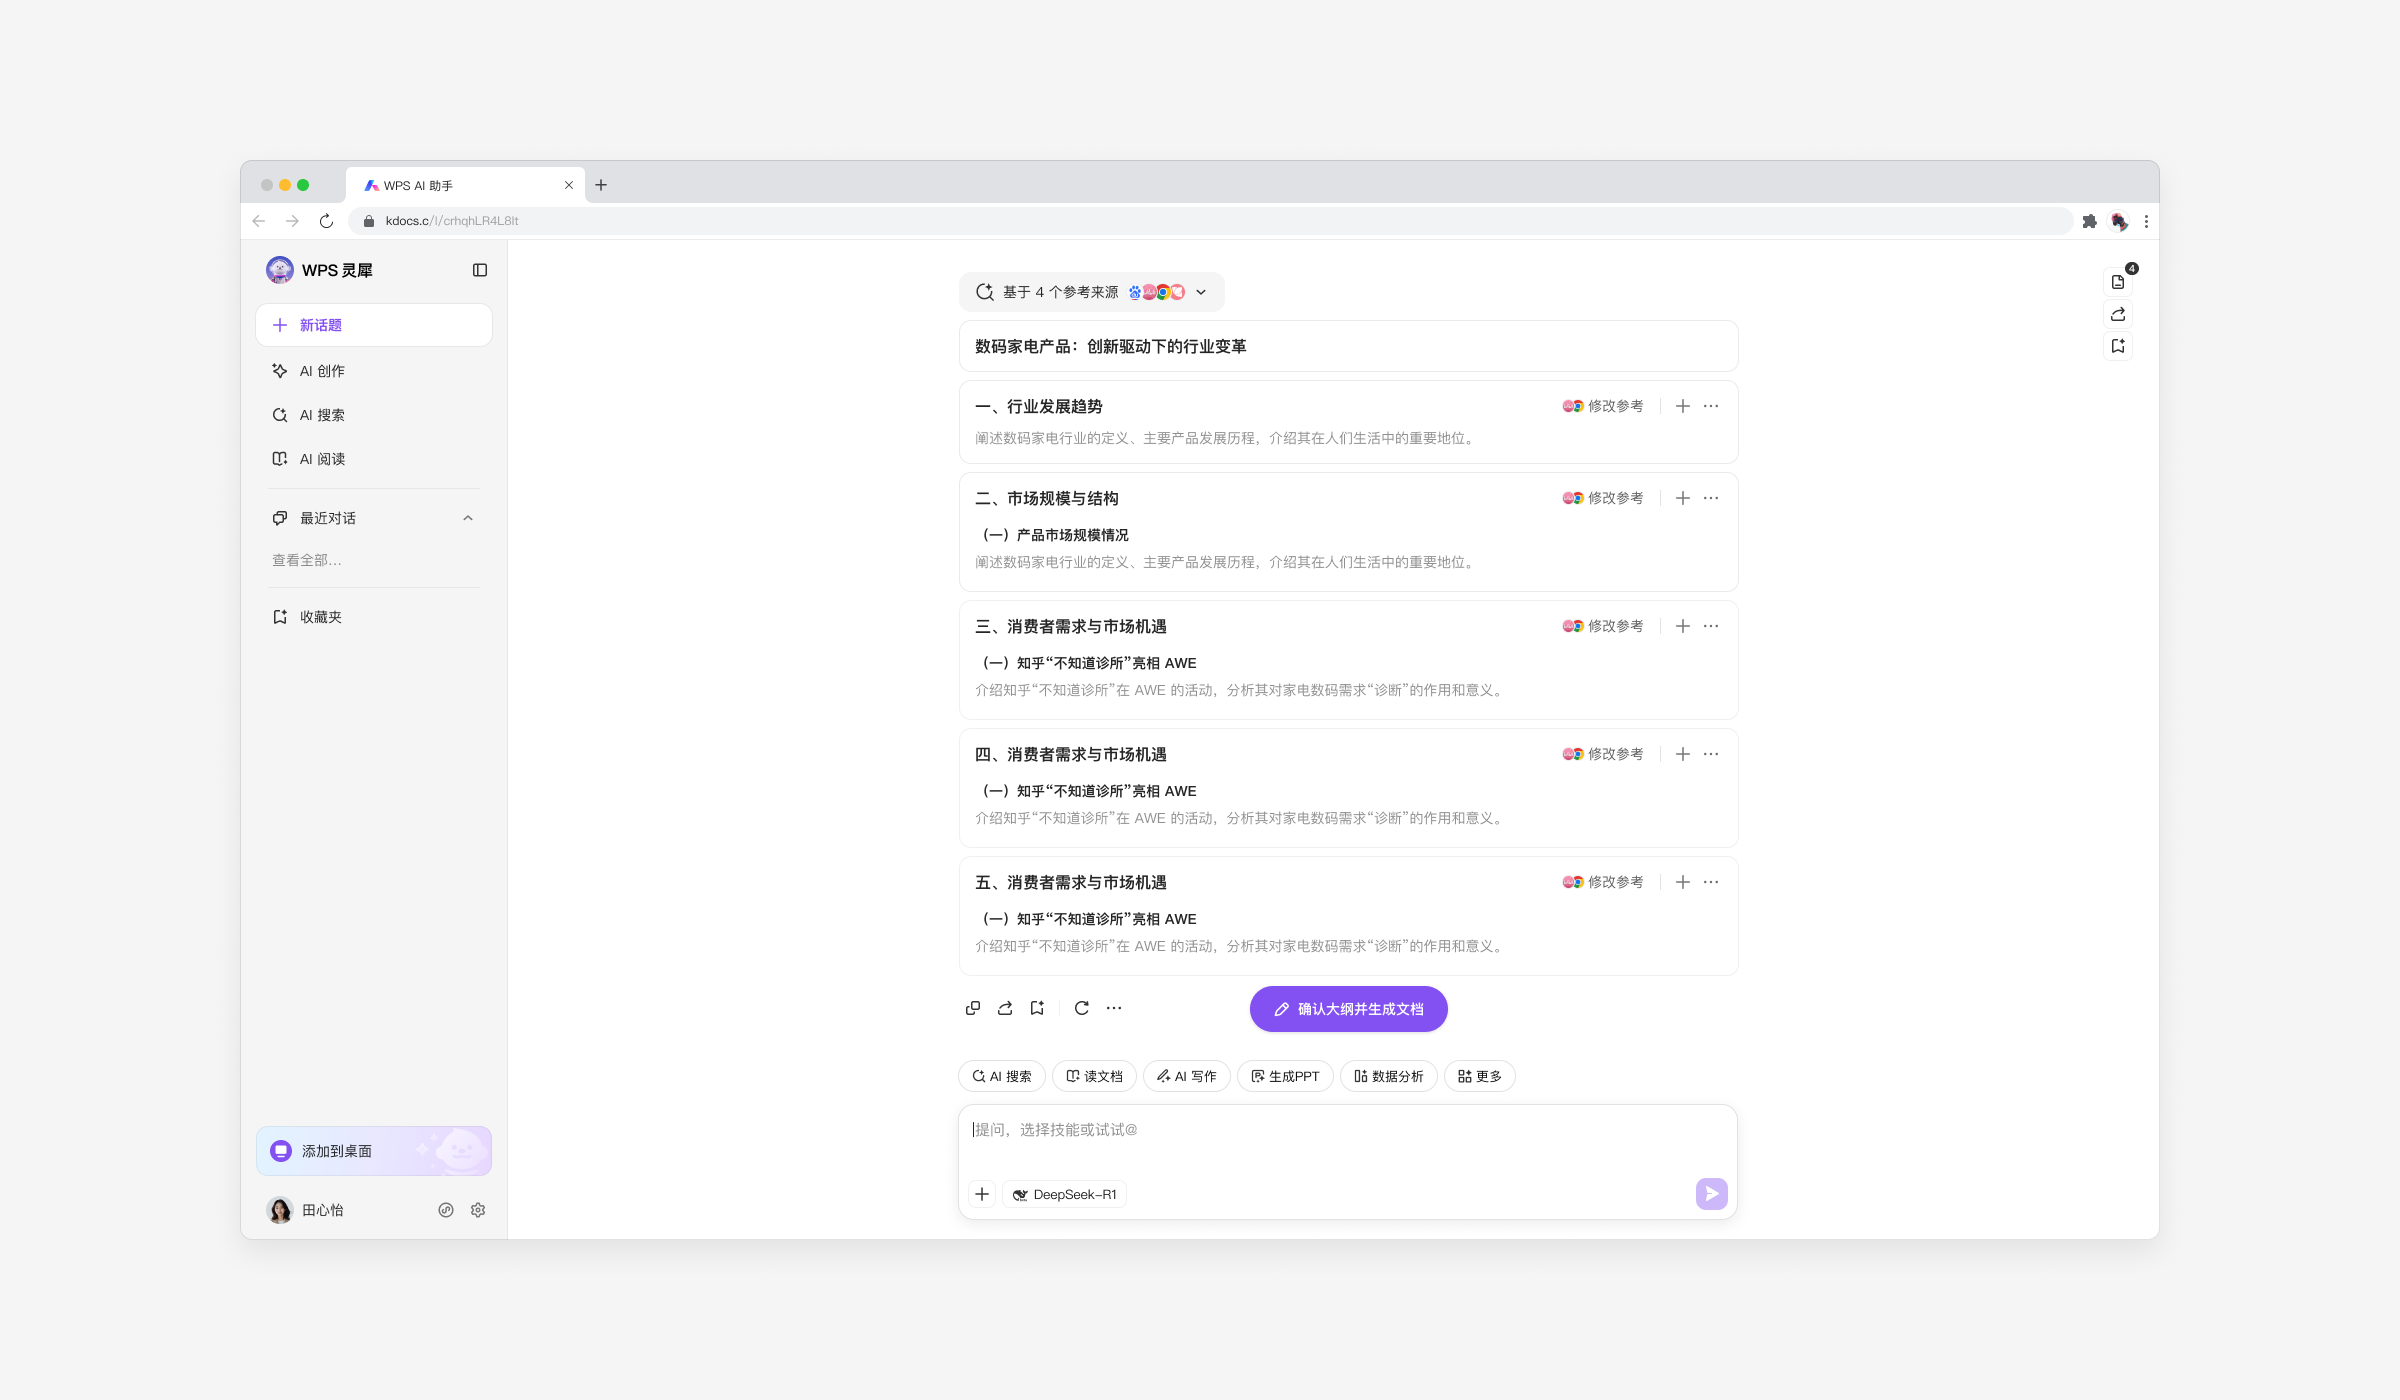 WPS AI 助手
kdocs.c/l/crhqhLR4L8lt
WPS 灵犀
新话题
AI 创作
AI 搜索
AI 阅读
最近对话
查看全部...
收藏夹
添加到桌面
田心怡
4
基于 4 个参考来源
数码家电产品：创新驱动下的行业变革
一、行业发展趋势
修改参考
阐述数码家电行业的定义、主要产品发展历程，介绍其在人们生活中的重要地位。
二、市场规模与结构
修改参考
（一）产品市场规模情况
阐述数码家电行业的定义、主要产品发展历程，介绍其在人们生活中的重要地位。
三、消费者需求与市场机遇
修改参考
（一）知乎“不知道诊所”亮相 AWE
介绍知乎“不知道诊所”在 AWE 的活动，分析其对家电数码需求“诊断”的作用和意义。
四、消费者需求与市场机遇
修改参考
（一）知乎“不知道诊所”亮相 AWE
介绍知乎“不知道诊所”在 AWE 的活动，分析其对家电数码需求“诊断”的作用和意义。
五、消费者需求与市场机遇
修改参考
（一）知乎“不知道诊所”亮相 AWE
介绍知乎“不知道诊所”在 AWE 的活动，分析其对家电数码需求“诊断”的作用和意义。
确认大纲并生成文档
AI 搜索
读文档
AI 写作
生成PPT
数据分析
更多
提问，选择技能或试试@
DeepSeek-R1